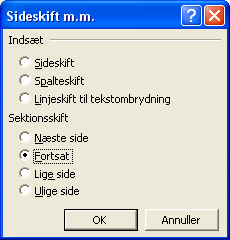 Sideskift m.m.
Indsæt
Sideskift
Spalteskift
Linjeskift til tekstombrydning
Sektionsskift
Næste side
Fortsat
Lige side
Ulige side
OK Annuller